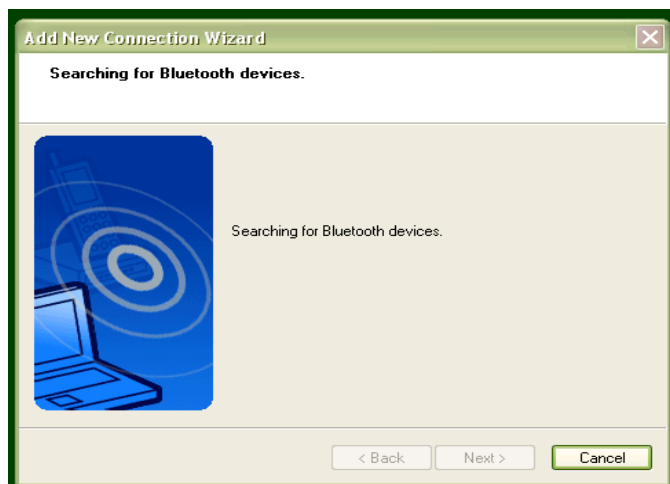 Add New Connection Wizard
Searching for Bluetooth devices.
Searching for Bluetooth devices.
< Back Next > Cancel